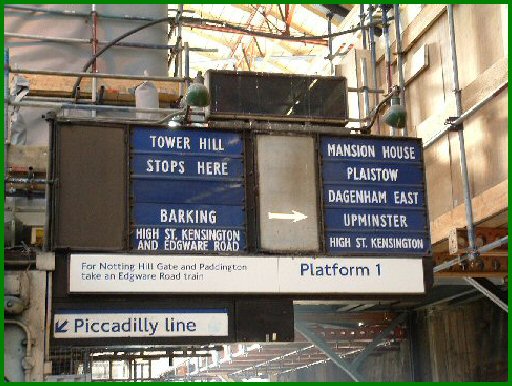 TOWER HILL
STOPS HERE
BARKING
HIGH ST. KENSINGTON
AND EDGWARE ROAD
MANSION HOUSE
PLAISTOW
DAGENHAM EAST
UPMINSTER
HIGH ST. KENSINGTON
For Notting Hill Gate and Paddington
take an Edgware Road train
Platform 1
Piccadilly line